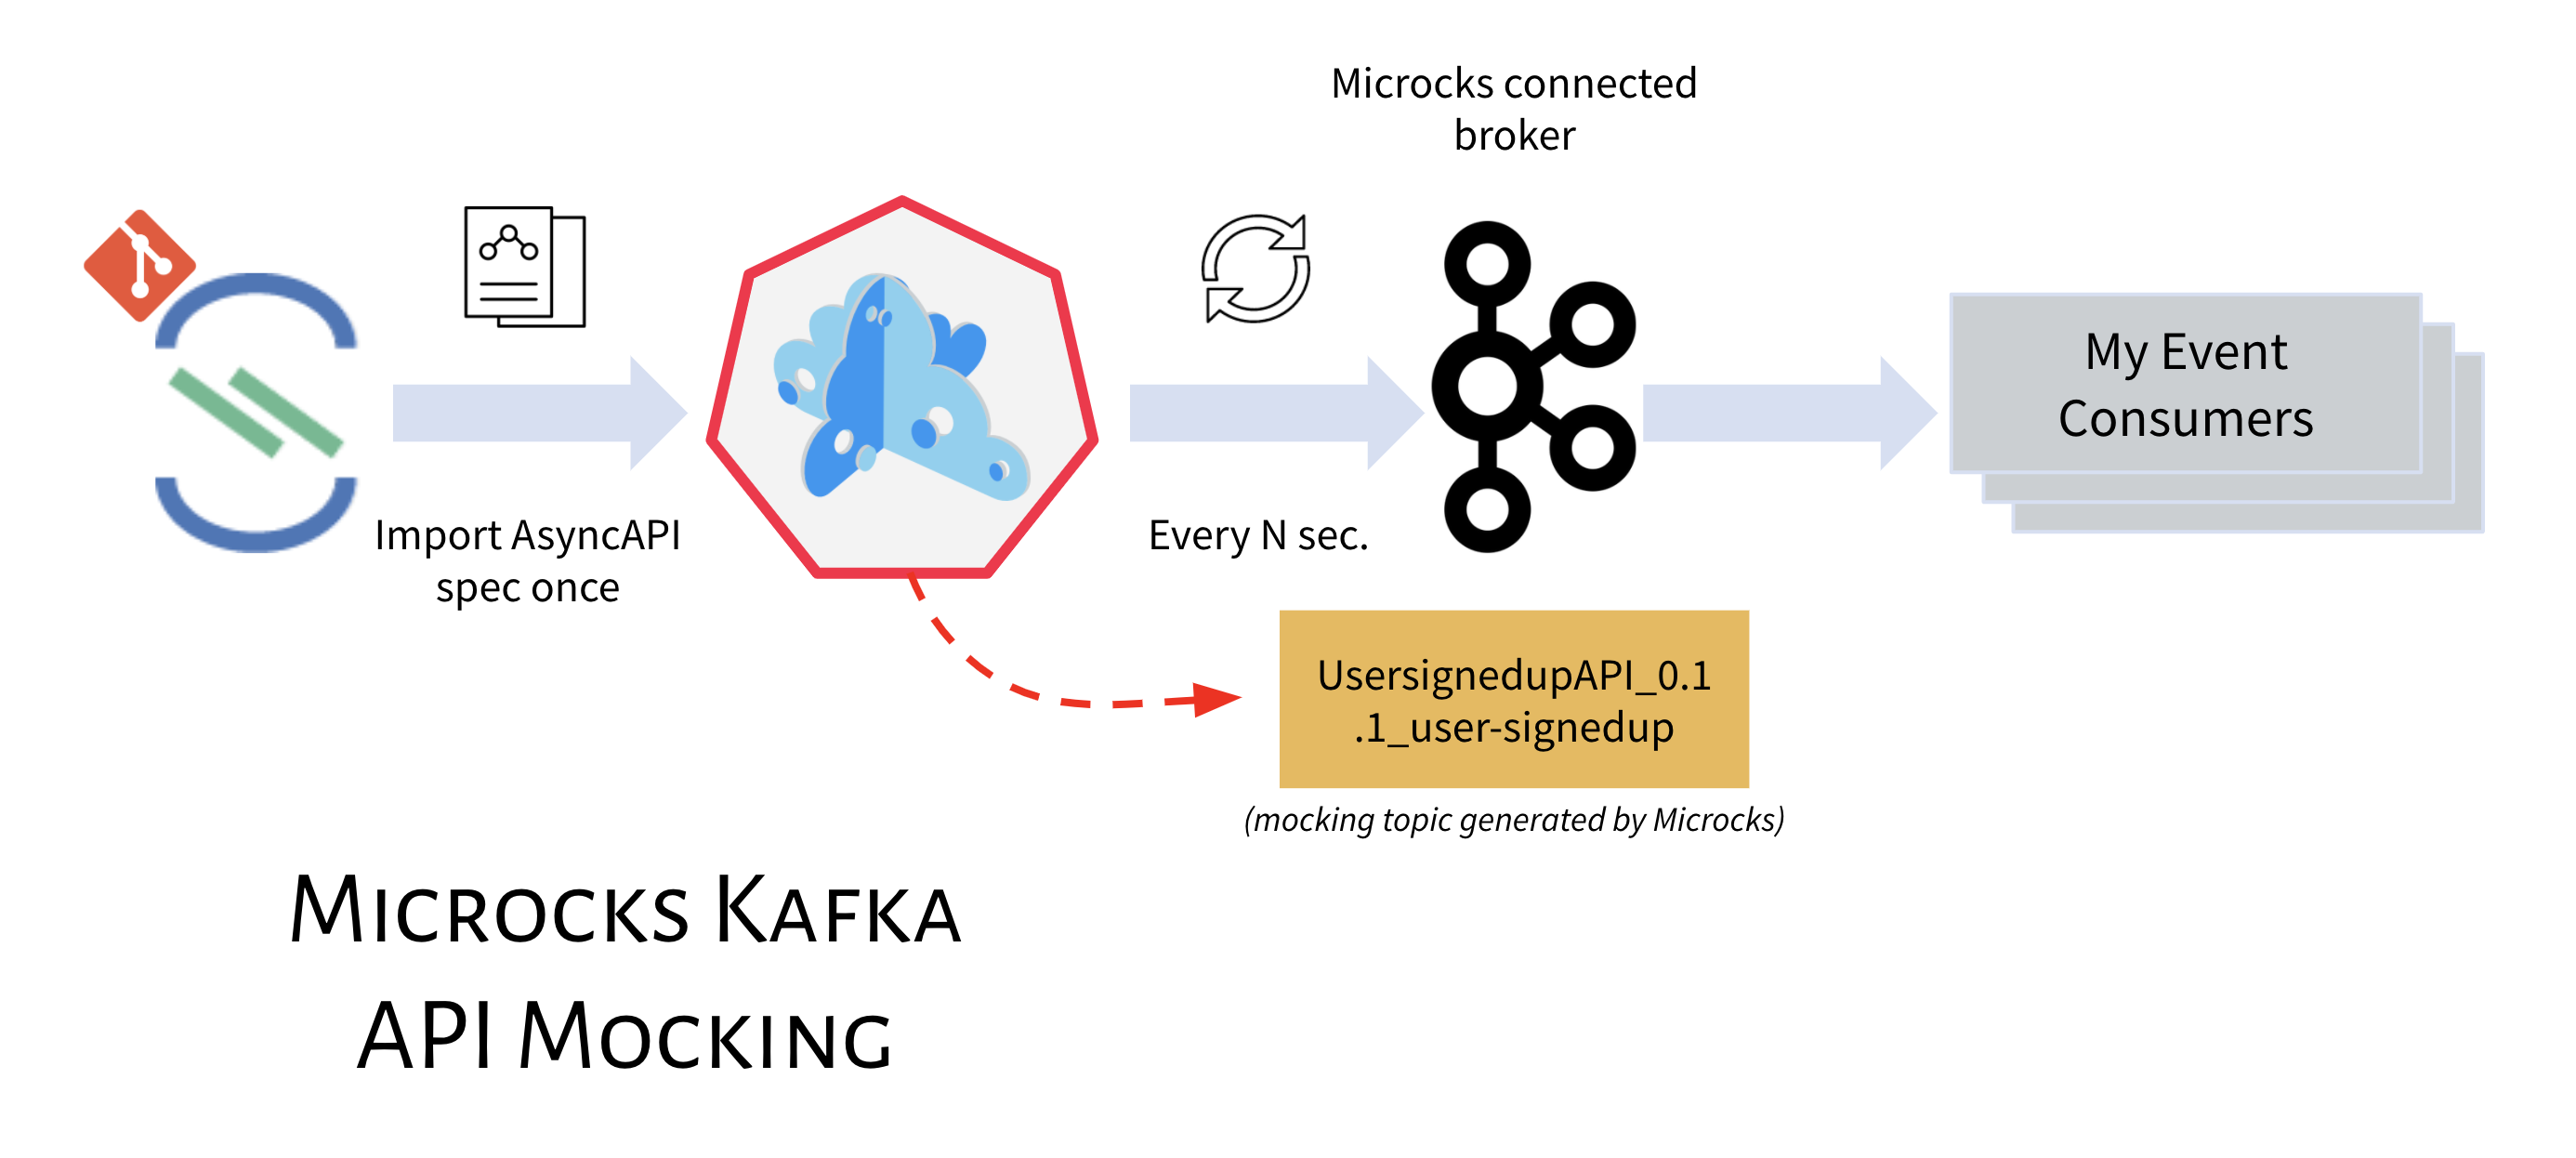 Microcks connected
broker
My Event
Consumers
Import AsyncAPI
spec once
Every N sec.
UsersignedupAPI_0.1
.1_user-signedup
(mocking topic generated by Microcks)
Microcks Kafka
API Mocking